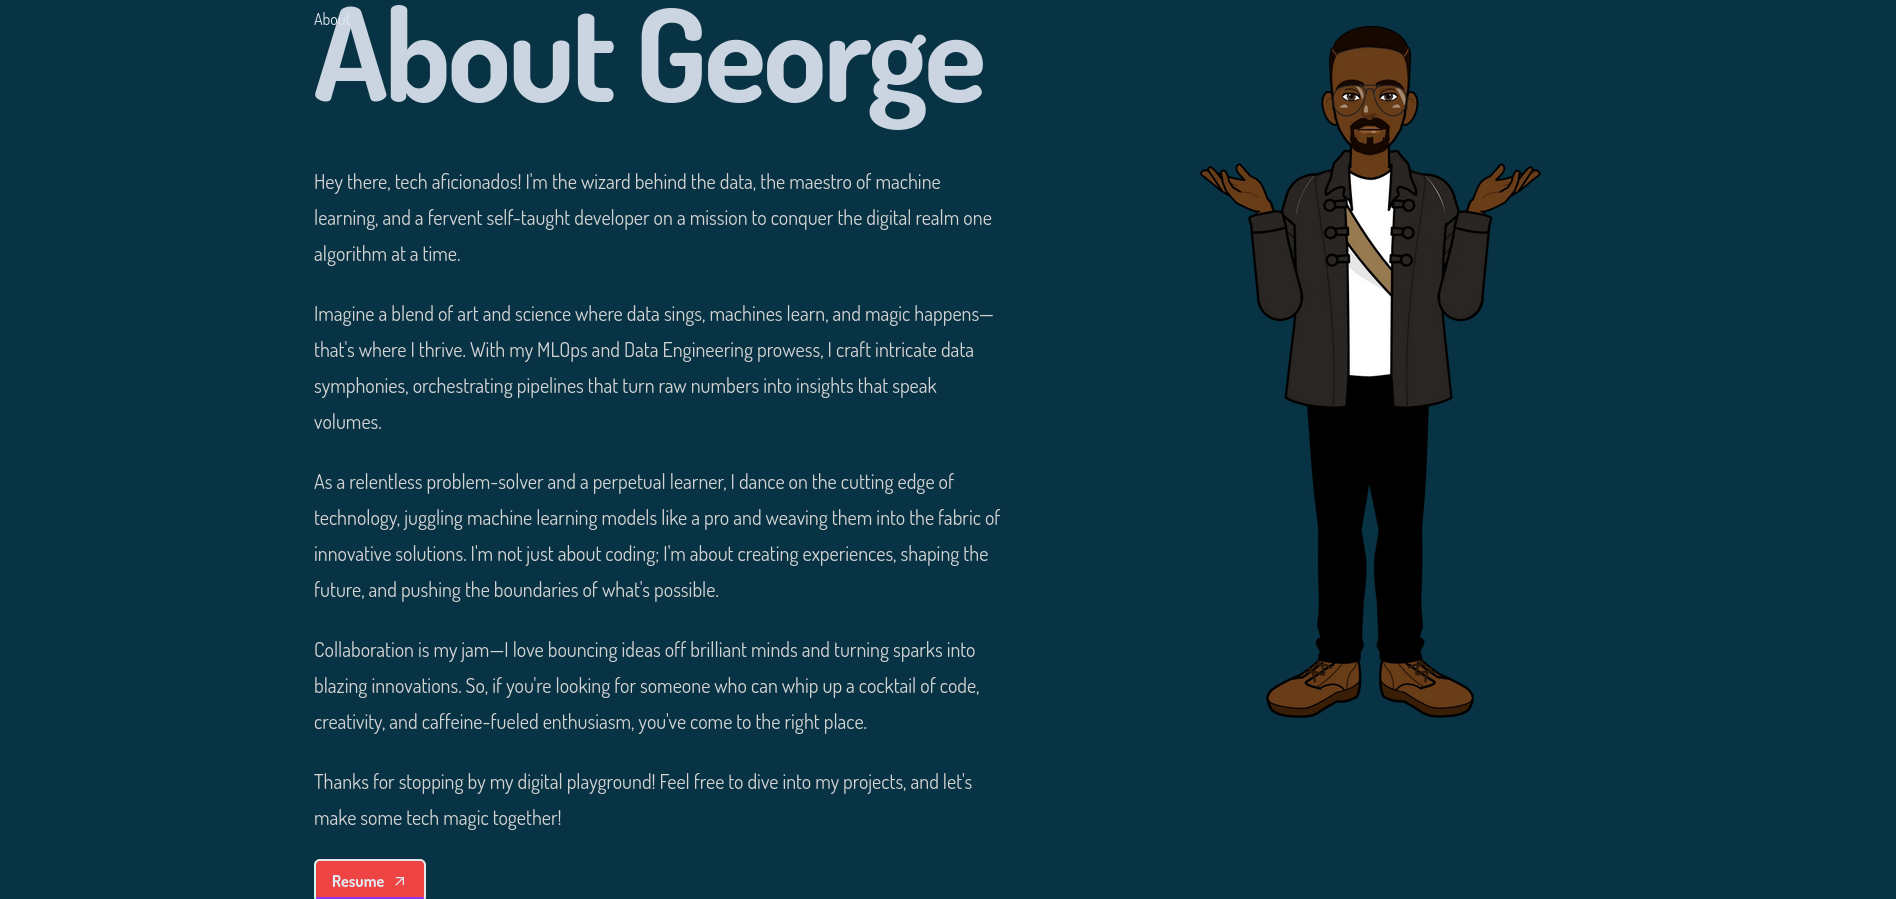 About
About George
Hey there, tech aficionados! I'm the wizard behind the data, the maestro of machine
learning, and a fervent self-taught developer on a mission to conquer the digital realm one
algorithm at a time.
Imagine a blend of art and science where data sings, machines learn, and magic happens—
that's where I thrive. With my MLOps and Data Engineering prowess, I craft intricate data
symphonies, orchestrating pipelines that turn raw numbers into insights that speak
volumes.
As a relentless problem-solver and a perpetual learner, I dance on the cutting edge of
technology, juggling machine learning models like a pro and weaving them into the fabric of
innovative solutions. I'm not just about coding; I'm about creating experiences, shaping the
future, and pushing the boundaries of what's possible.
Collaboration is my jam—I love bouncing ideas off brilliant minds and turning sparks into
blazing innovations. So, if you're looking for someone who can whip up a cocktail of code,
creativity, and caffeine-fueled enthusiasm, you've come to the right place.
Thanks for stopping by my digital playground! Feel free to dive into my projects, and let's
make some tech magic together!
Resume